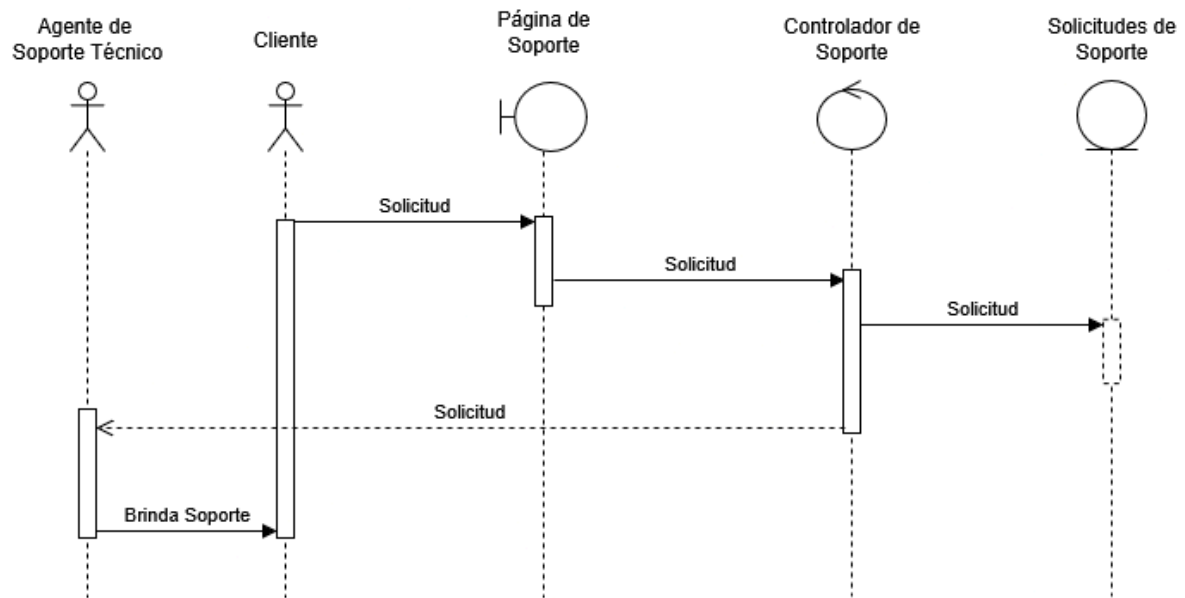 Agente de
Soporte Técnico
Cliente
Página de
Soporte
Controlador de
Soporte
Solicitudes de
Soporte
Solicitud
Solicitud
Solicitud
Solicitud
Brinda Soporte